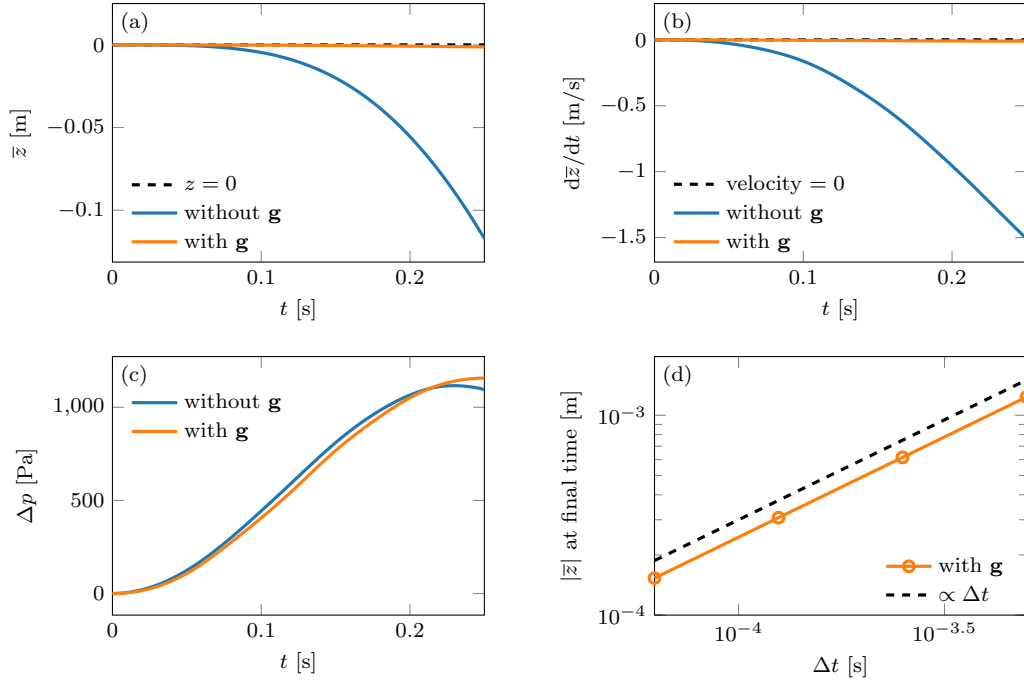 (a)
0
−0.05
−0.1
z̅ [m]
z = 0
without g
with g
0
0.1
0.2
t [s]
(b)
0
−0.5
−1
−1.5
dz̅/dt [m/s]
velocity = 0
without g
with g
0
0.1
0.2
t [s]
(c)
1,000
500
0
Δp [Pa]
without g
with g
0
0.1
0.2
t [s]
(d)
10⁻³
10⁻⁴
|z̅| at final time [m]
with g
∝ Δt
10⁻⁴
10⁻³·⁵
Δt [s]